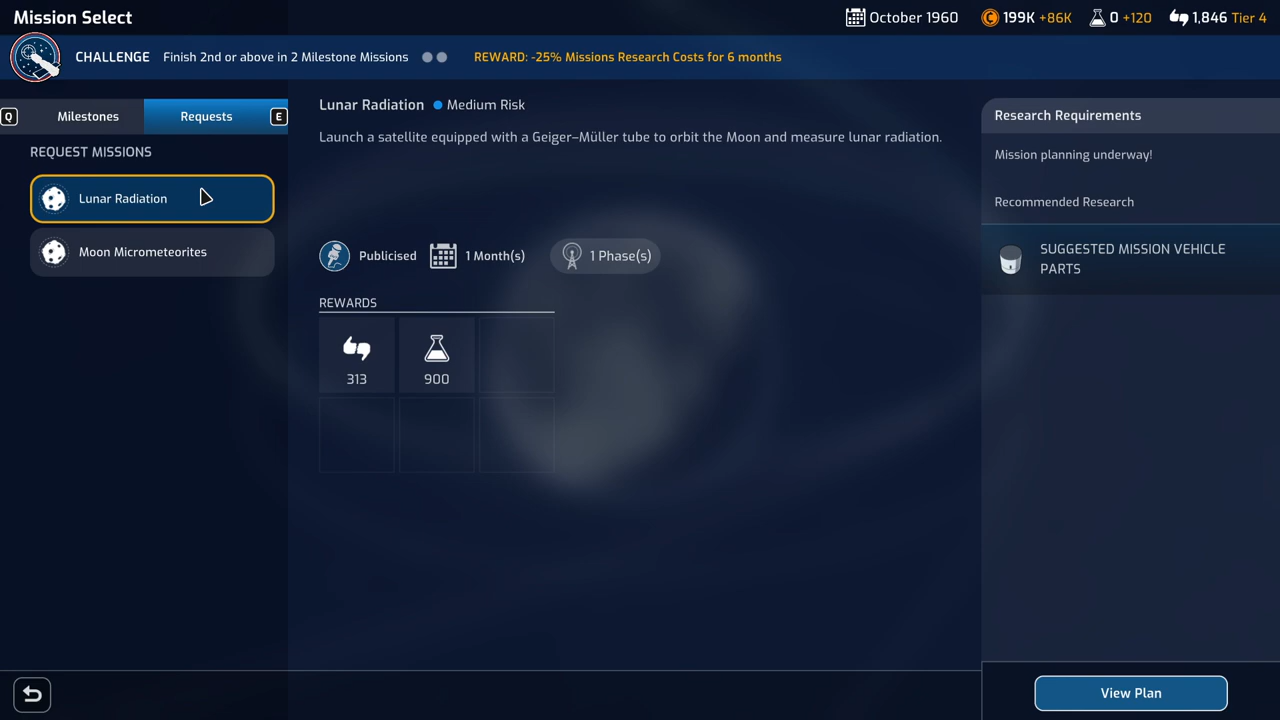 Mission Select
October 1960
199K +86K
0 +120
1,846 Tier 4
CHALLENGE Finish 2nd or above in 2 Milestone Missions
REWARD: -25% Missions Research Costs for 6 months
Q Milestones Requests E
REQUEST MISSIONS
Lunar Radiation
Moon Micrometeorites
Lunar Radiation Medium Risk
Launch a satellite equipped with a Geiger–Müller tube to orbit the Moon and measure lunar radiation.
Publicised 1 Month(s) 1 Phase(s)
REWARDS
313 900
Research Requirements
Mission planning underway!
Recommended Research
SUGGESTED MISSION VEHICLE
PARTS
View Plan